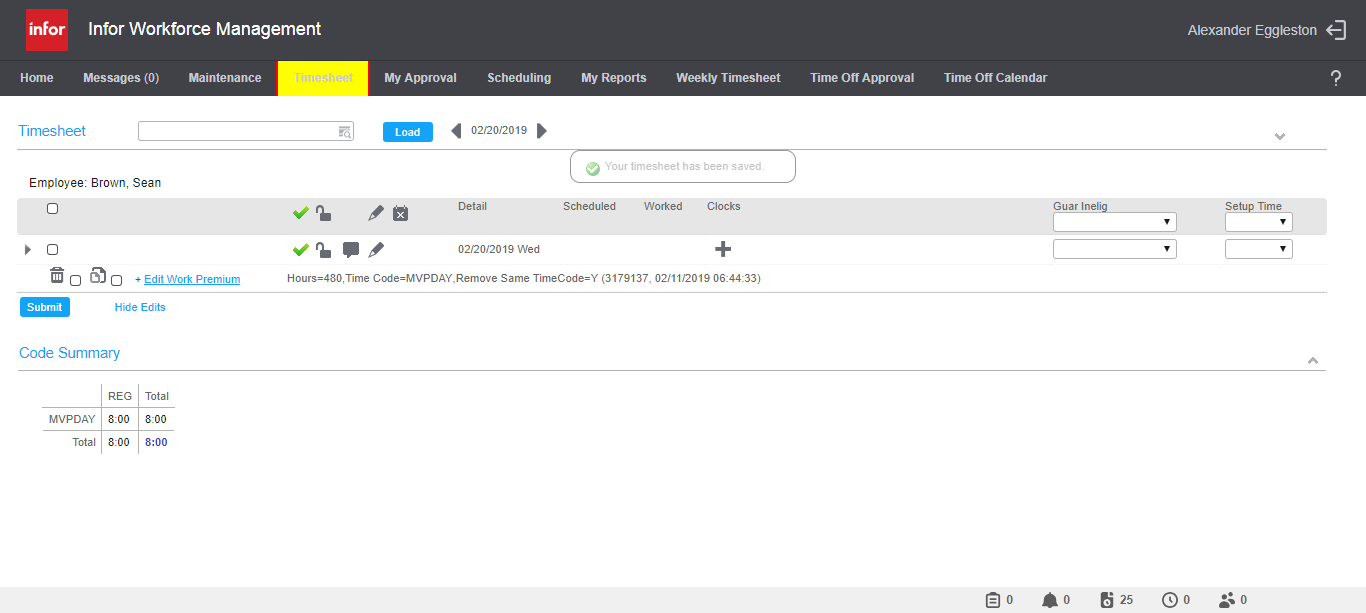 infor Infor Workforce Management Alexander Eggleston
Home Messages (0) Maintenance Timesheet My Approval Scheduling My Reports Weekly Timesheet Time Off Approval Time Off Calendar ?
Timesheet Load 02/20/2019
Your timesheet has been saved.
Employee: Brown, Sean
Detail Scheduled Worked Clocks Guar Inelig Setup Time
02/20/2019 Wed
+ Edit Work Premium Hours=480,Time Code=MVPDAY,Remove Same TimeCode=Y (3179137, 02/11/2019 06:44:33)
Submit Hide Edits
Code Summary
REG Total
MVPDAY 8:00 8:00
Total 8:00 8:00
0 0 25 0 0